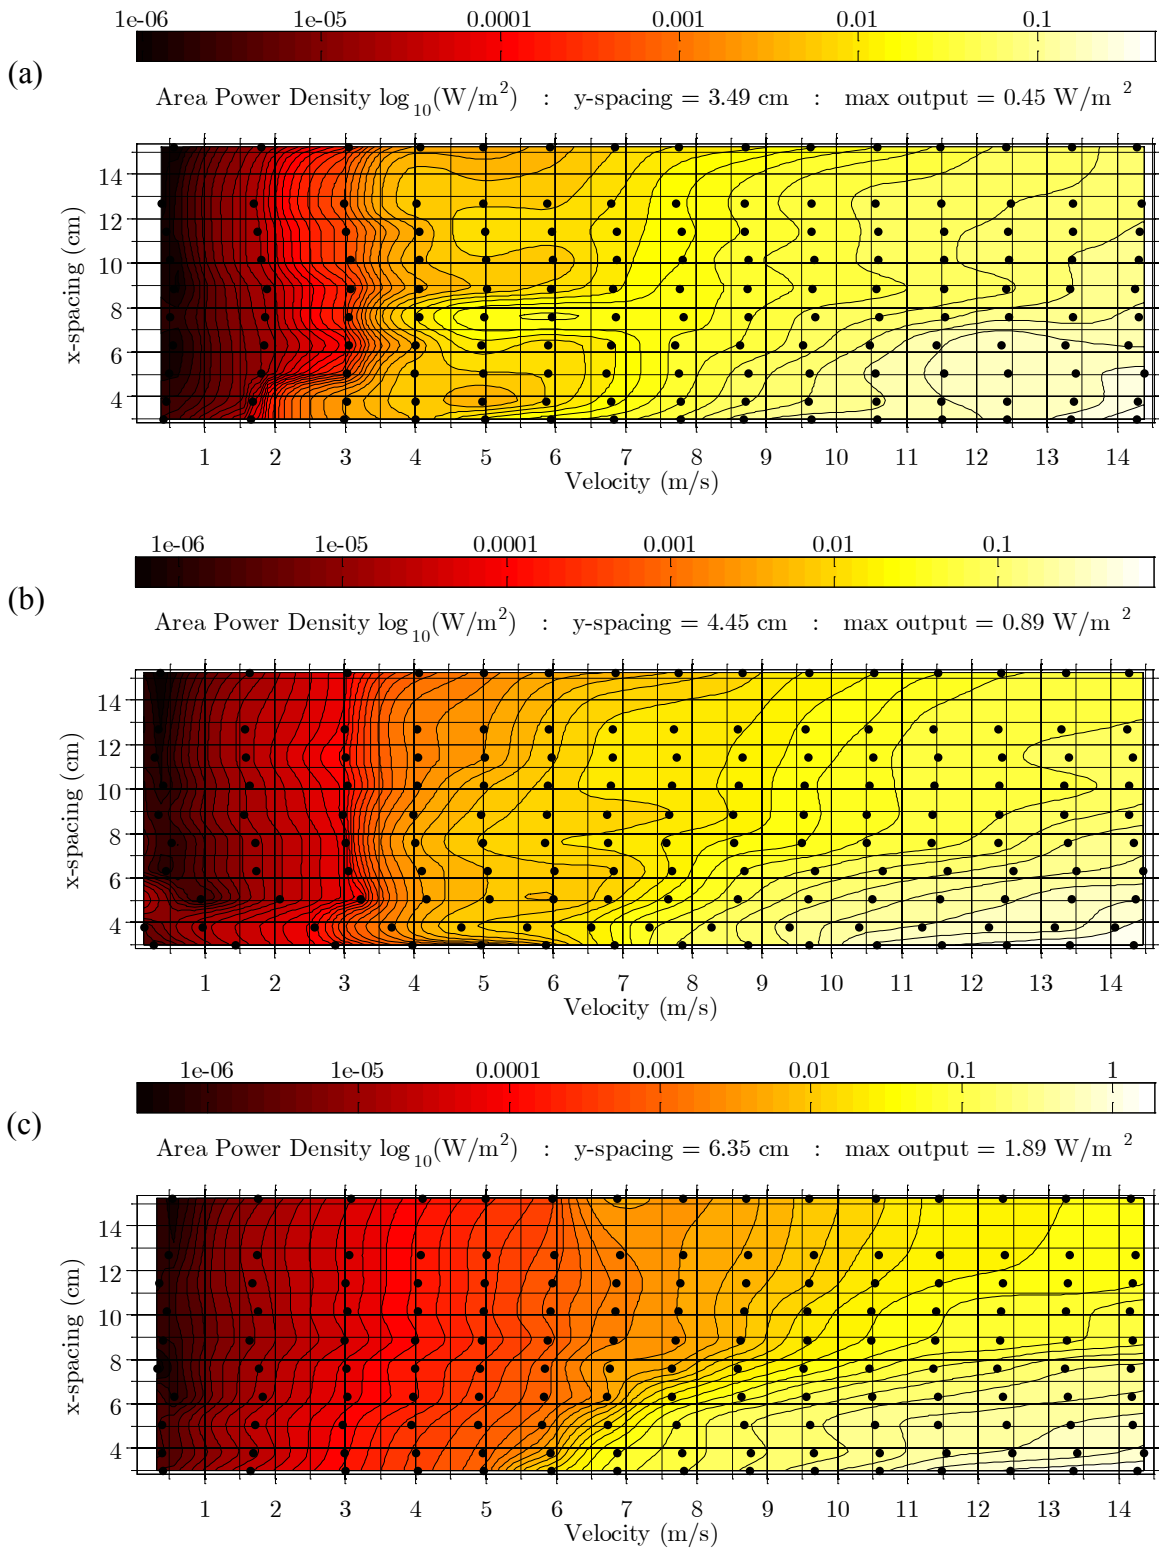 1e-06 1e-05 0.0001 0.001 0.01 0.1
(a)
Area Power Density log10(W/m2) : y-spacing = 3.49 cm : max output = 0.45 W/m 2
14
12
10
8
6
4
x-spacing (cm)
1 2 3 4 5 6 7 8 9 10 11 12 13 14
Velocity (m/s)
1e-06 1e-05 0.0001 0.001 0.01 0.1
(b)
Area Power Density log10(W/m2) : y-spacing = 4.45 cm : max output = 0.89 W/m 2
14
12
10
8
6
4
x-spacing (cm)
1 2 3 4 5 6 7 8 9 10 11 12 13 14
Velocity (m/s)
1e-06 1e-05 0.0001 0.001 0.01 0.1 1
(c)
Area Power Density log10(W/m2) : y-spacing = 6.35 cm : max output = 1.89 W/m 2
14
12
10
8
6
4
x-spacing (cm)
1 2 3 4 5 6 7 8 9 10 11 12 13 14
Velocity (m/s)